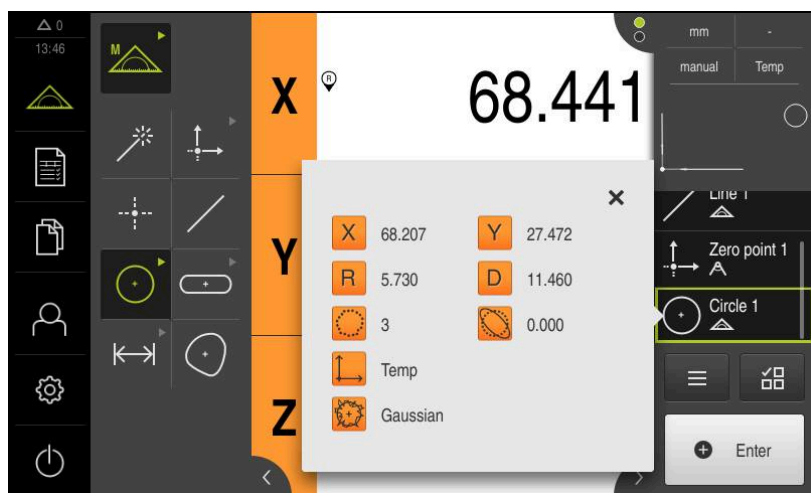 0
13:46
M
X
R
68.441
mm
-
manual
Temp
Line 1
X
68.207
Y
27.472
Y
Zero point 1
R
5.730
D
11.460
3
0.000
Circle 1
Temp
Gaussian
Z
Enter